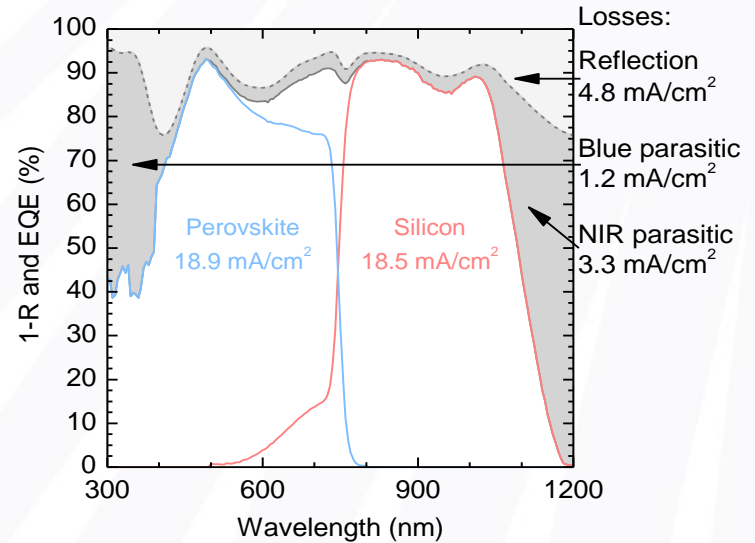 Losses:
Reflection
4.8 mA/cm²
Blue parasitic
1.2 mA/cm²
NIR parasitic
3.3 mA/cm²
100
90
80
70
60
50
40
30
20
10
0
1-R and EQE (%)
Perovskite
18.9 mA/cm²
Silicon
18.5 mA/cm²
300 600 900 1200
Wavelength (nm)